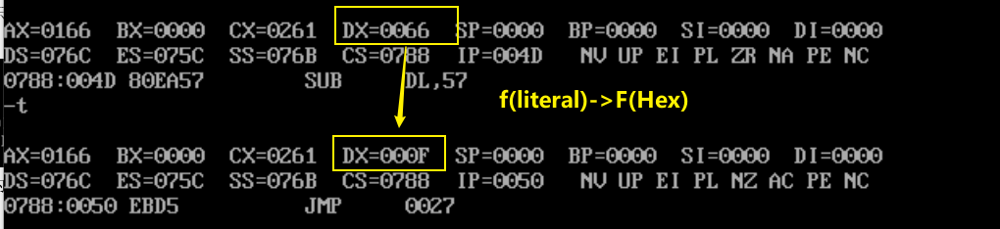 AX=0166 BX=0000 CX=0261 DX=0066 SP=0000 BP=0000 SI=0000 DI=0000
DS=076C ES=075C SS=076B CS=0788 IP=004D NV UP EI PL ZR NA PE NC
0788:004D 80EA57 SUB DL,57
-t
f(literal)->F(Hex)
AX=0166 BX=0000 CX=0261 DX=000F SP=0000 BP=0000 SI=0000 DI=0000
DS=076C ES=075C SS=076B CS=0788 IP=0050 NV UP EI PL NZ AC PE NC
0788:0050 EBD5 JMP 0027